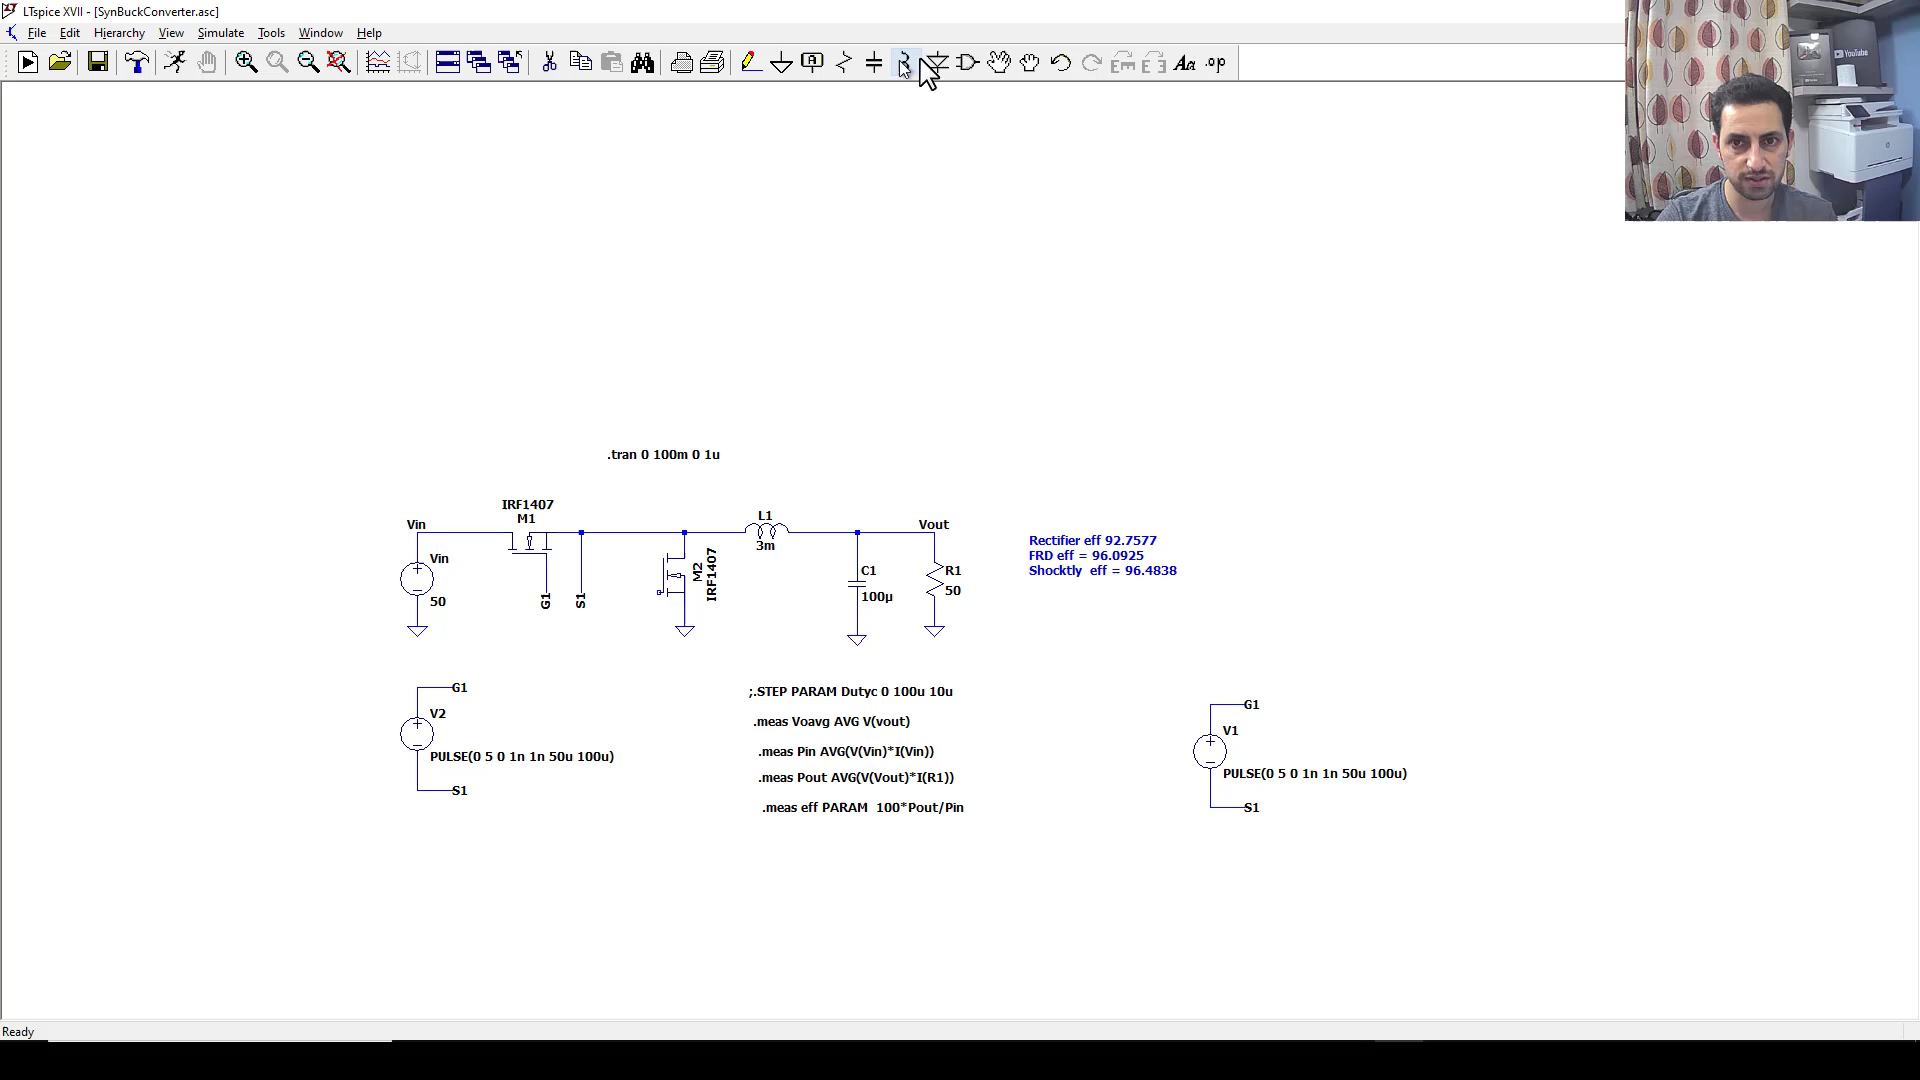 LTspice XVII - [SynBuckConverter.asc]
File Edit Hierarchy View Simulate Tools Window Help
A Aa .op
YouTube
.tran 0 100m 0 1u
IRF1407
M1
Vin
Vin
50
G1
S1
M2
IRF1407
L1
3m
C1
100µ
Vout
R1
50
Rectifier eff 92.7577
FRD eff = 96.0925
Shocktly eff = 96.4838
G1
V2
PULSE(0 5 0 1n 1n 50u 100u)
S1
;.STEP PARAM Dutyc 0 100u 10u
.meas Voavg AVG V(vout)
.meas Pin AVG(V(Vin)*I(Vin))
.meas Pout AVG(V(Vout)*I(R1))
.meas eff PARAM 100*Pout/Pin
G1
V1
PULSE(0 5 0 1n 1n 50u 100u)
S1
Ready